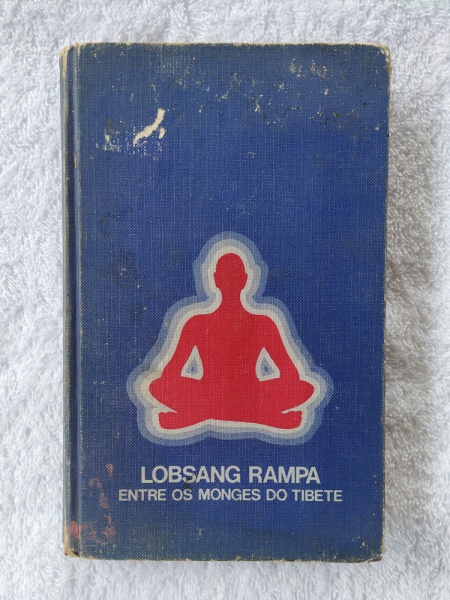 LOBSANG RAMPA
ENTRE OS MONGES DO TIBETE